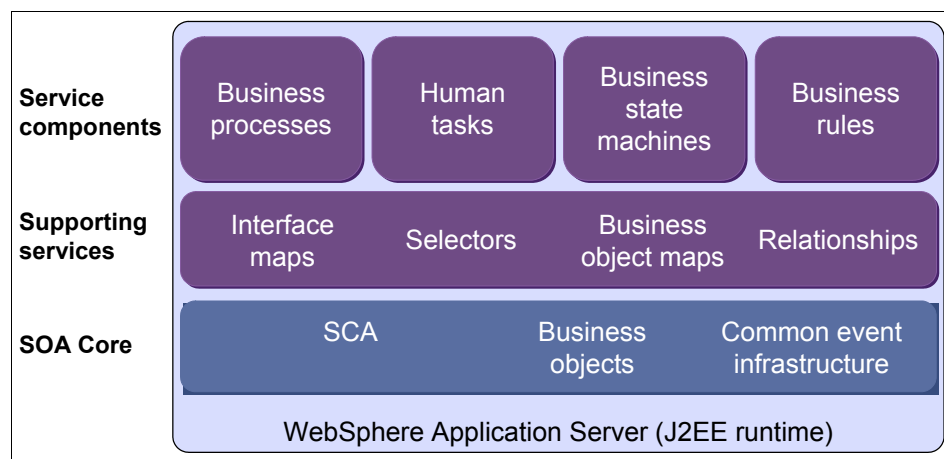 Service
components
Business
processes
Human
tasks
Business
state
machines
Business
rules
Supporting
services
Interface
maps
Selectors
Business
object maps
Relationships
SOA Core
SCA
Business
objects
Common event
infrastructure
WebSphere Application Server (J2EE runtime)